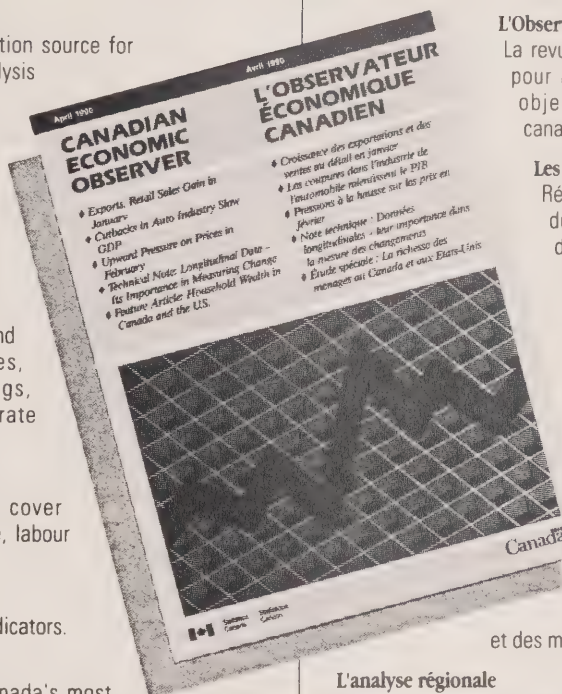 tion source for
lysis
nd
es,
gs,
rate
cover
, labour
dicators.
nada's most
April 1990
CANADIAN
ECONOMIC
OBSERVER
♦ Exports, Retail Sales Gain in
January
♦ Cutbacks in Auto Industry Slow
GDP
♦ Upward Pressure on Prices in
February
♦ Technical Note: Longitudinal Data -
Its Importance in Measuring Change
♦ Feature Article: Household Wealth in
Canada and the U.S.
Avril 1990
L'OBSERVATEUR
ÉCONOMIQUE
CANADIEN
♦ Croissance des exportations et des
ventes au détail en janvier
♦ Les coupures dans l'industrie de
l'automobile ralentissent le PIB
♦ Pressions à la hausse sur les prix en
février
♦ Note technique : Données
longitudinales - leur importance dans
la mesure des changements
♦ Étude spéciale : La richesse des
ménages au Canada et aux Etats-Unis
Statistics Canada
Statistique Canada
Canada
L'Obser
La revu
pour
obje
cana
Les
Ré
d
et des m
L'analyse régionale